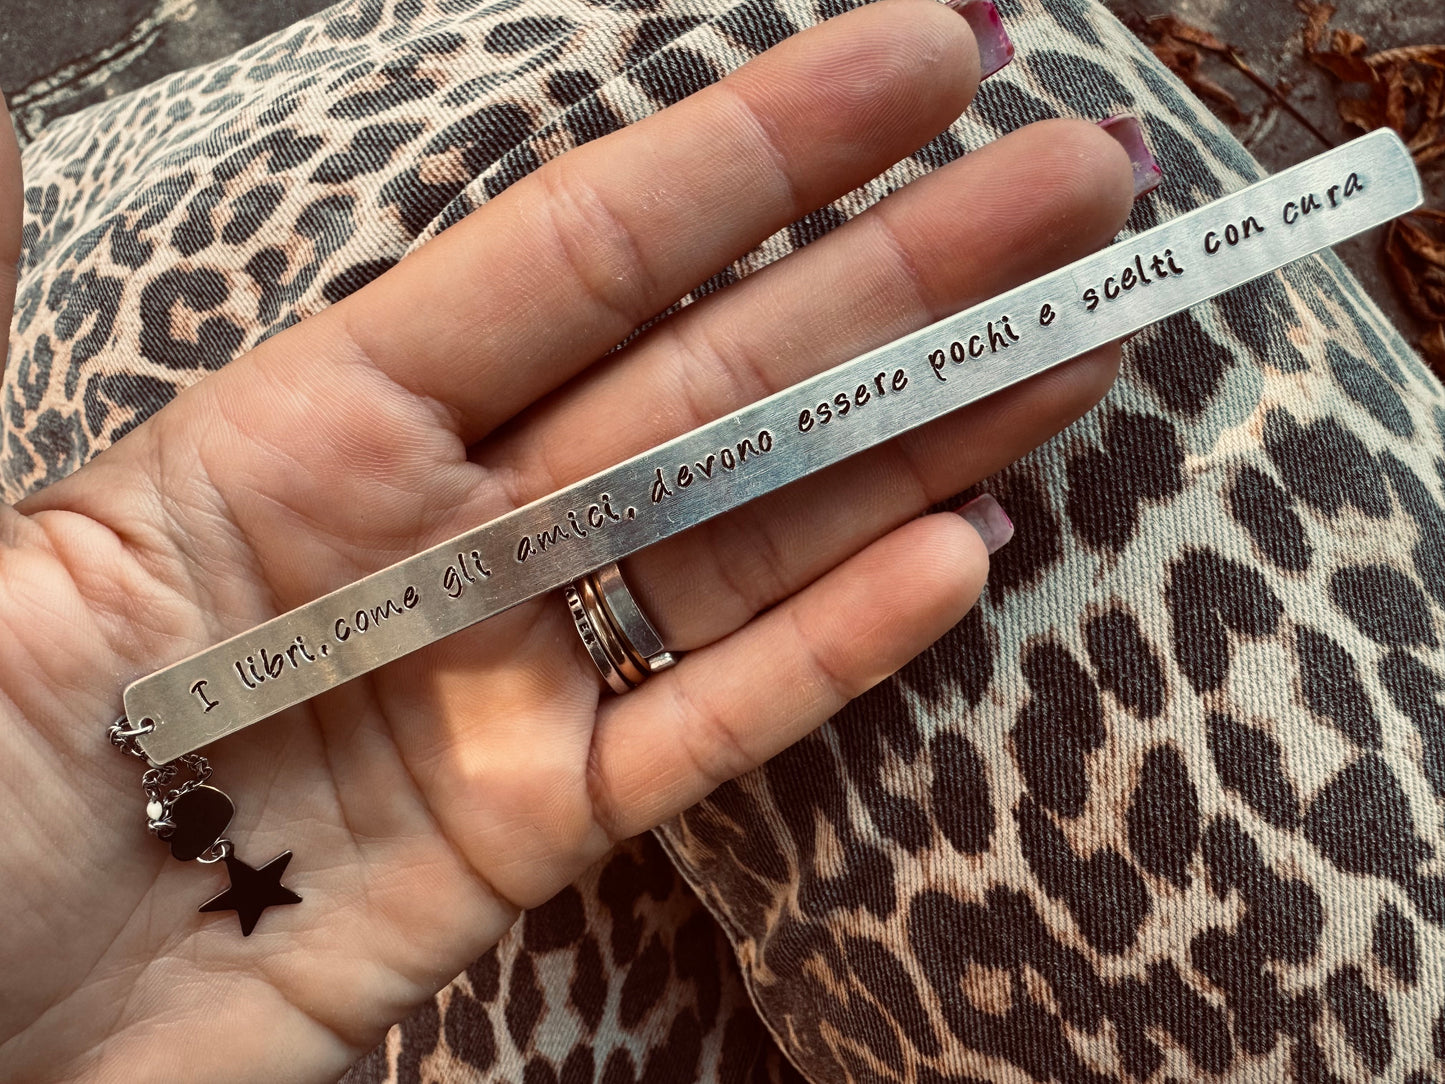 I libri, come gli amici, devono essere pochi e scelti con cura